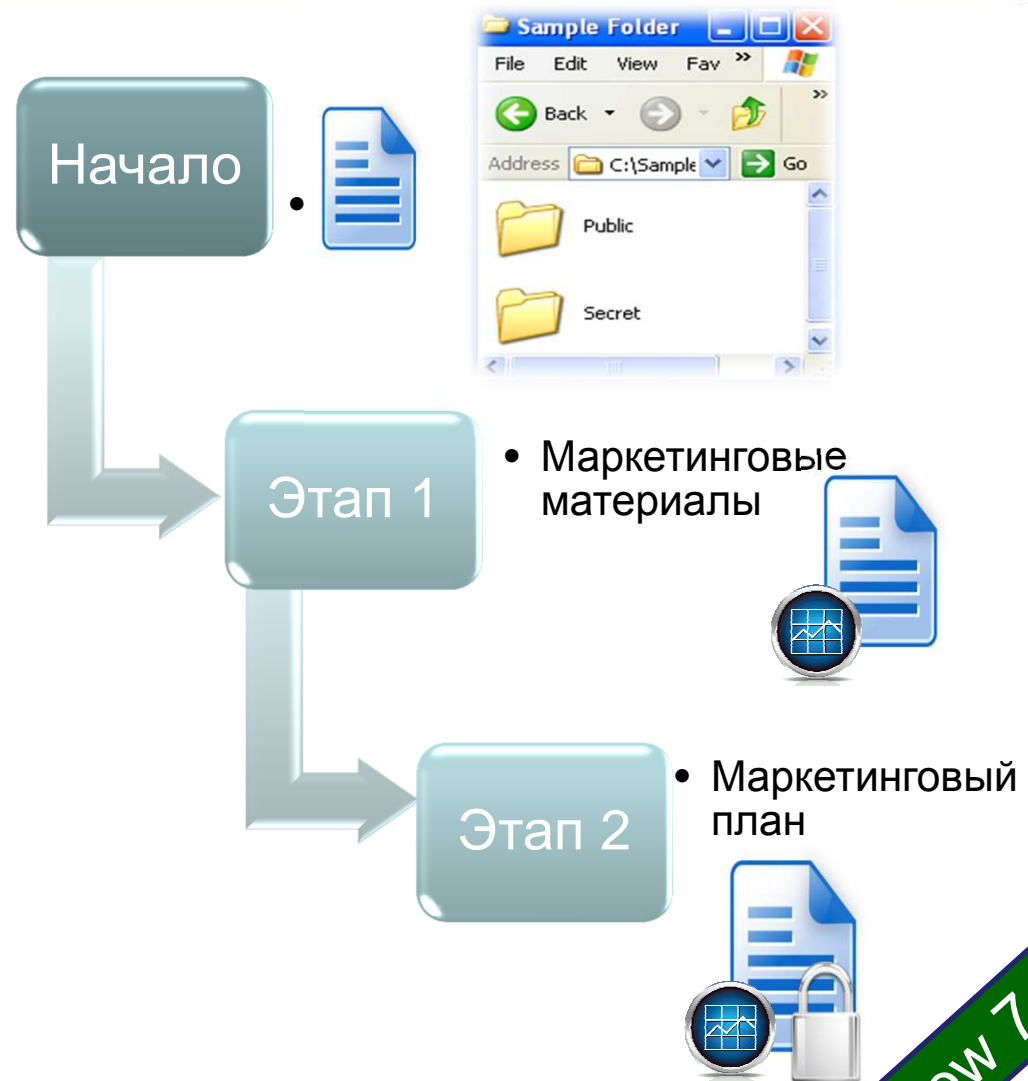 Sample Folder
File Edit View Fav »
»
Back
Address C:\Sample Go
Public
Secret
Начало
•
Этап 1
• Маркетинговые
материалы
Этап 2
• Маркетинговый
план